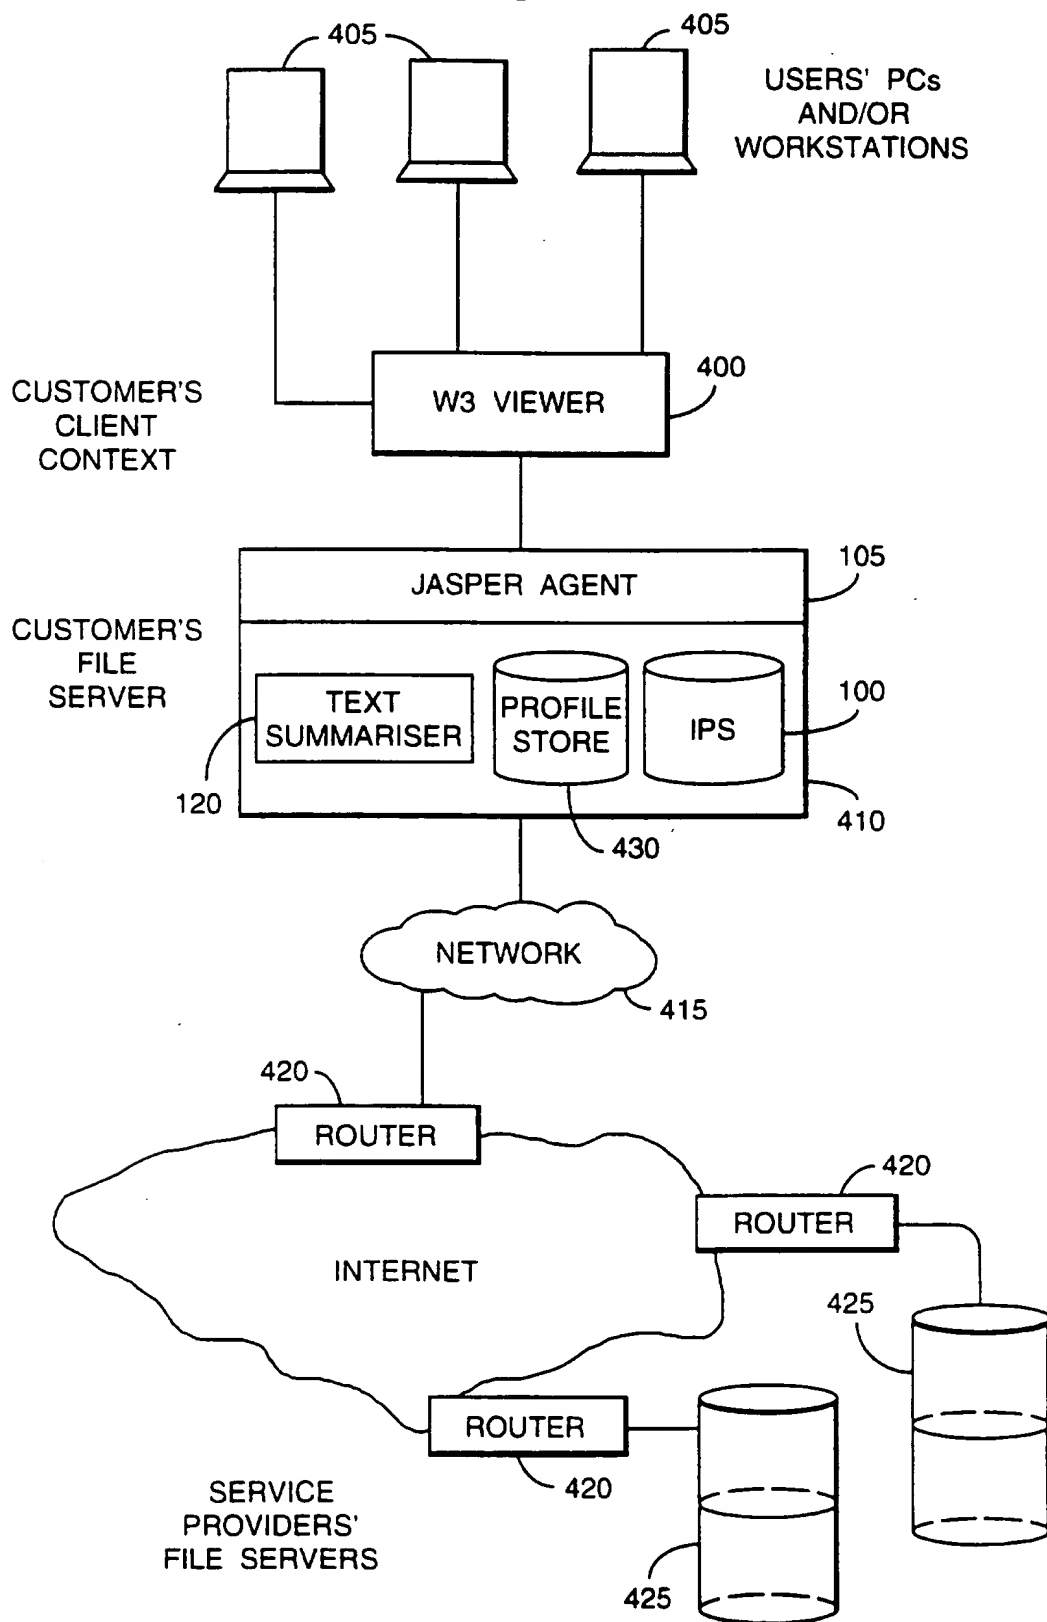 405
405
USERS' PCs
AND/OR
WORKSTATIONS
CUSTOMER'S
CLIENT
CONTEXT
W3 VIEWER
400
JASPER AGENT
105
CUSTOMER'S
FILE
SERVER
TEXT
SUMMARISER
PROFILE
STORE
IPS
100
120
430
410
NETWORK
415
420
ROUTER
420
ROUTER
INTERNET
425
ROUTER
420
SERVICE
PROVIDERS'
FILE SERVERS
425